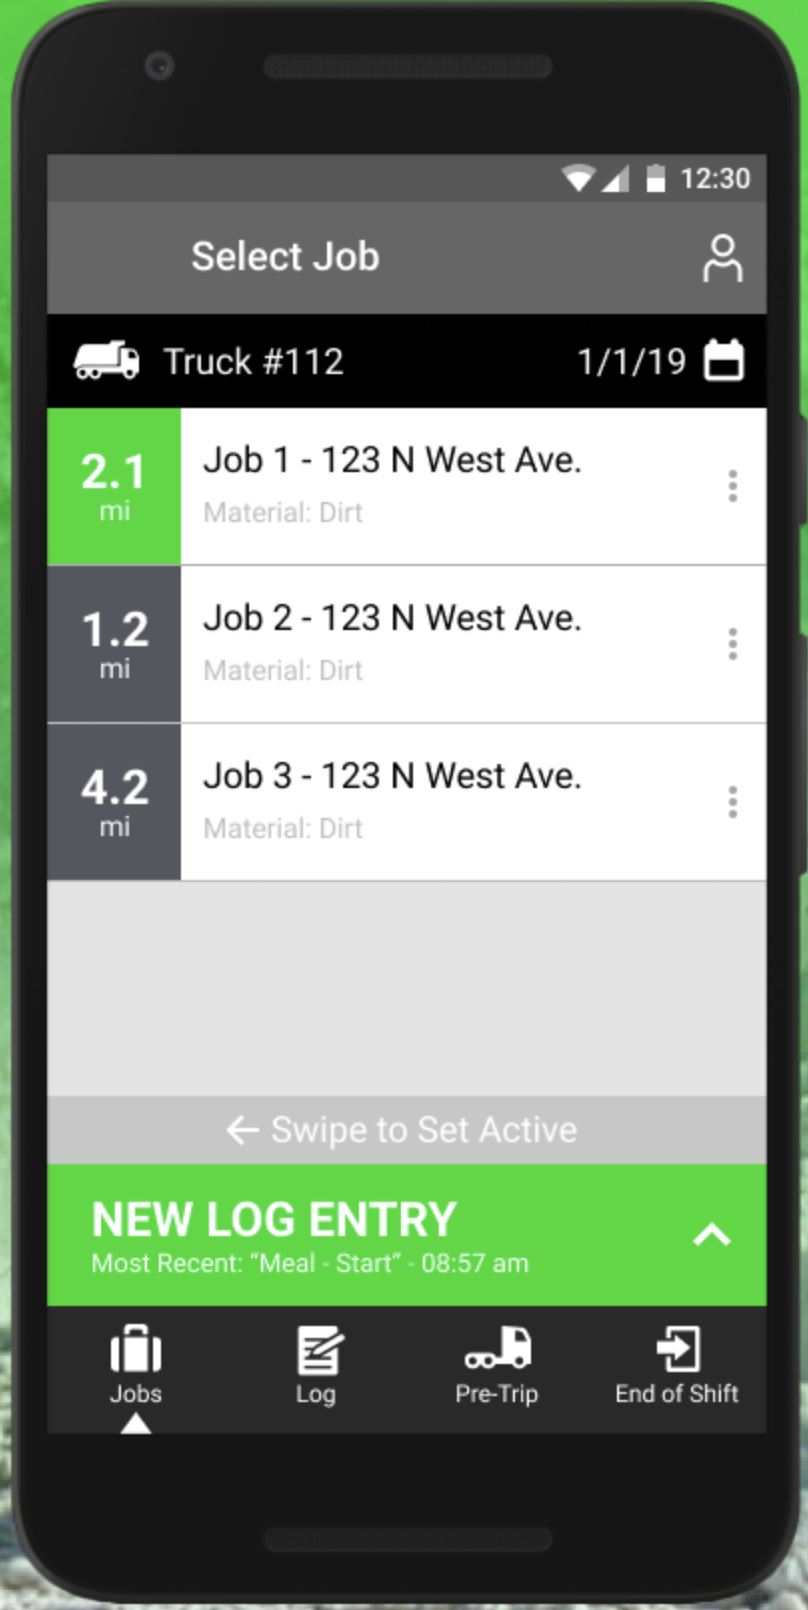 12:30
Select Job
Truck #112 1/1/19
2.1 mi
Job 1 - 123 N West Ave.
Material: Dirt
1.2 mi
Job 2 - 123 N West Ave.
Material: Dirt
4.2 mi
Job 3 - 123 N West Ave.
Material: Dirt
← Swipe to Set Active
NEW LOG ENTRY
Most Recent: “Meal - Start” - 08:57 am
Jobs Log Pre-Trip End of Shift